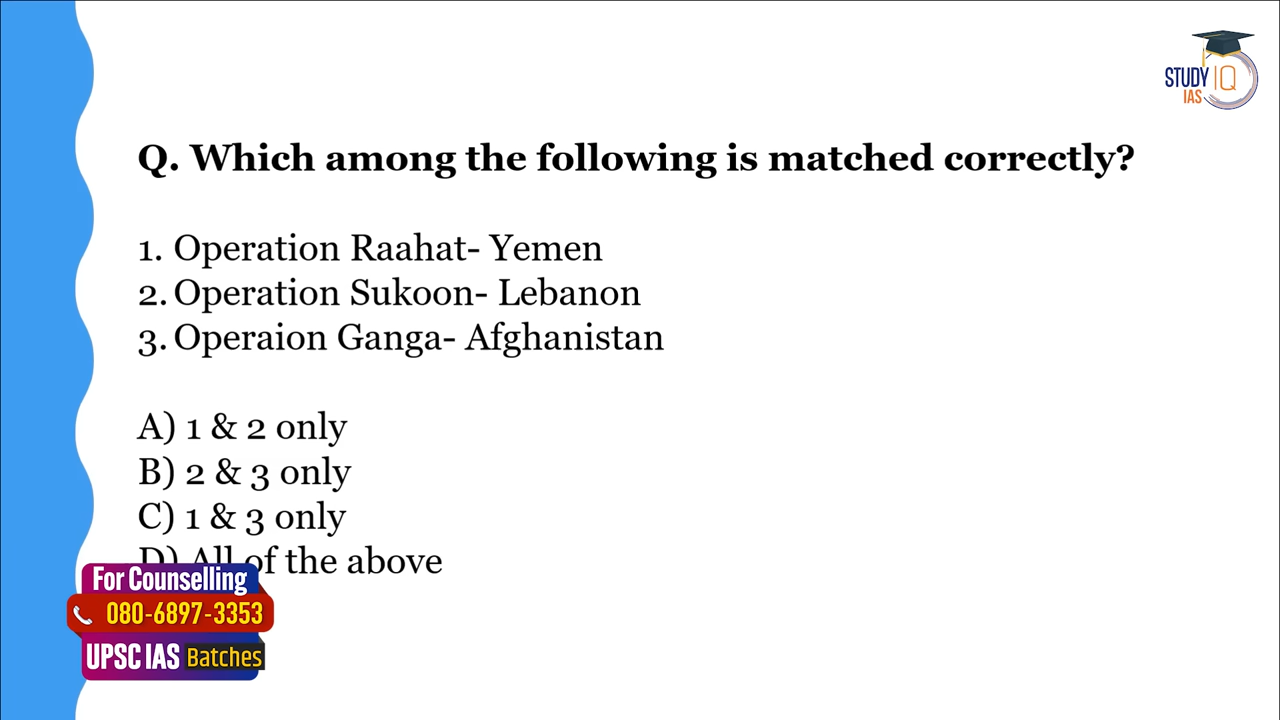 STUDY IQ
IAS
Q. Which among the following is matched correctly?
1. Operation Raahat- Yemen
2. Operation Sukoon- Lebanon
3. Operaion Ganga- Afghanistan
A) 1 & 2 only
B) 2 & 3 only
C) 1 & 3 only
D) All of the above
For Counselling
080-6897-3353
UPSC IAS Batches